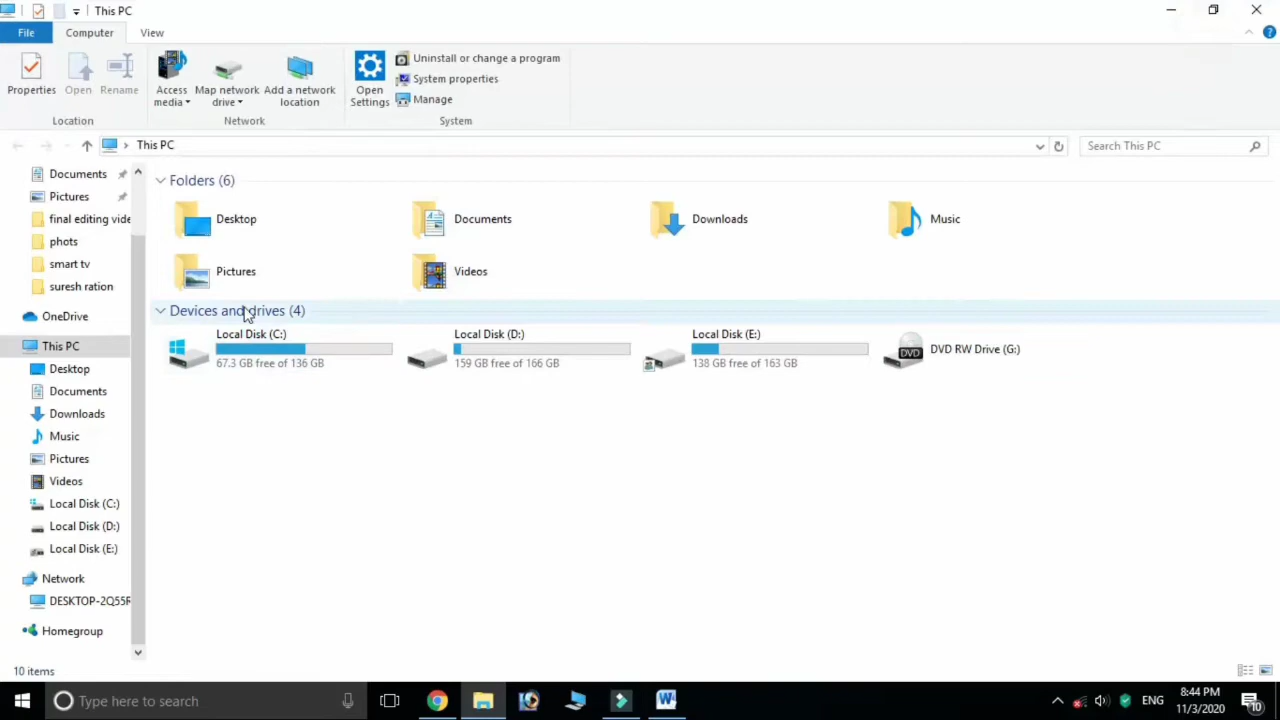 This PC
File
Computer
View
Properties
Open
Rename
Access media
Map network drive
Add a network location
Open Settings
Uninstall or change a program
System properties
Manage
Location
Network
System
This PC
Search This PC
Documents
Pictures
final editing vide
phots
smart tv
suresh ration
OneDrive
This PC
Desktop
Documents
Downloads
Music
Pictures
Videos
Local Disk (C:)
Local Disk (D:)
Local Disk (E:)
Network
DESKTOP-2Q55R
Homegroup
Folders (6)
Desktop
Documents
Downloads
Music
Pictures
Videos
Devices and drives (4)
Local Disk (C:)
67.3 GB free of 136 GB
Local Disk (D:)
159 GB free of 166 GB
Local Disk (E:)
138 GB free of 163 GB
DVD
DVD RW Drive (G:)
10 items
Type here to search
ENG
8:44 PM
11/3/2020
10